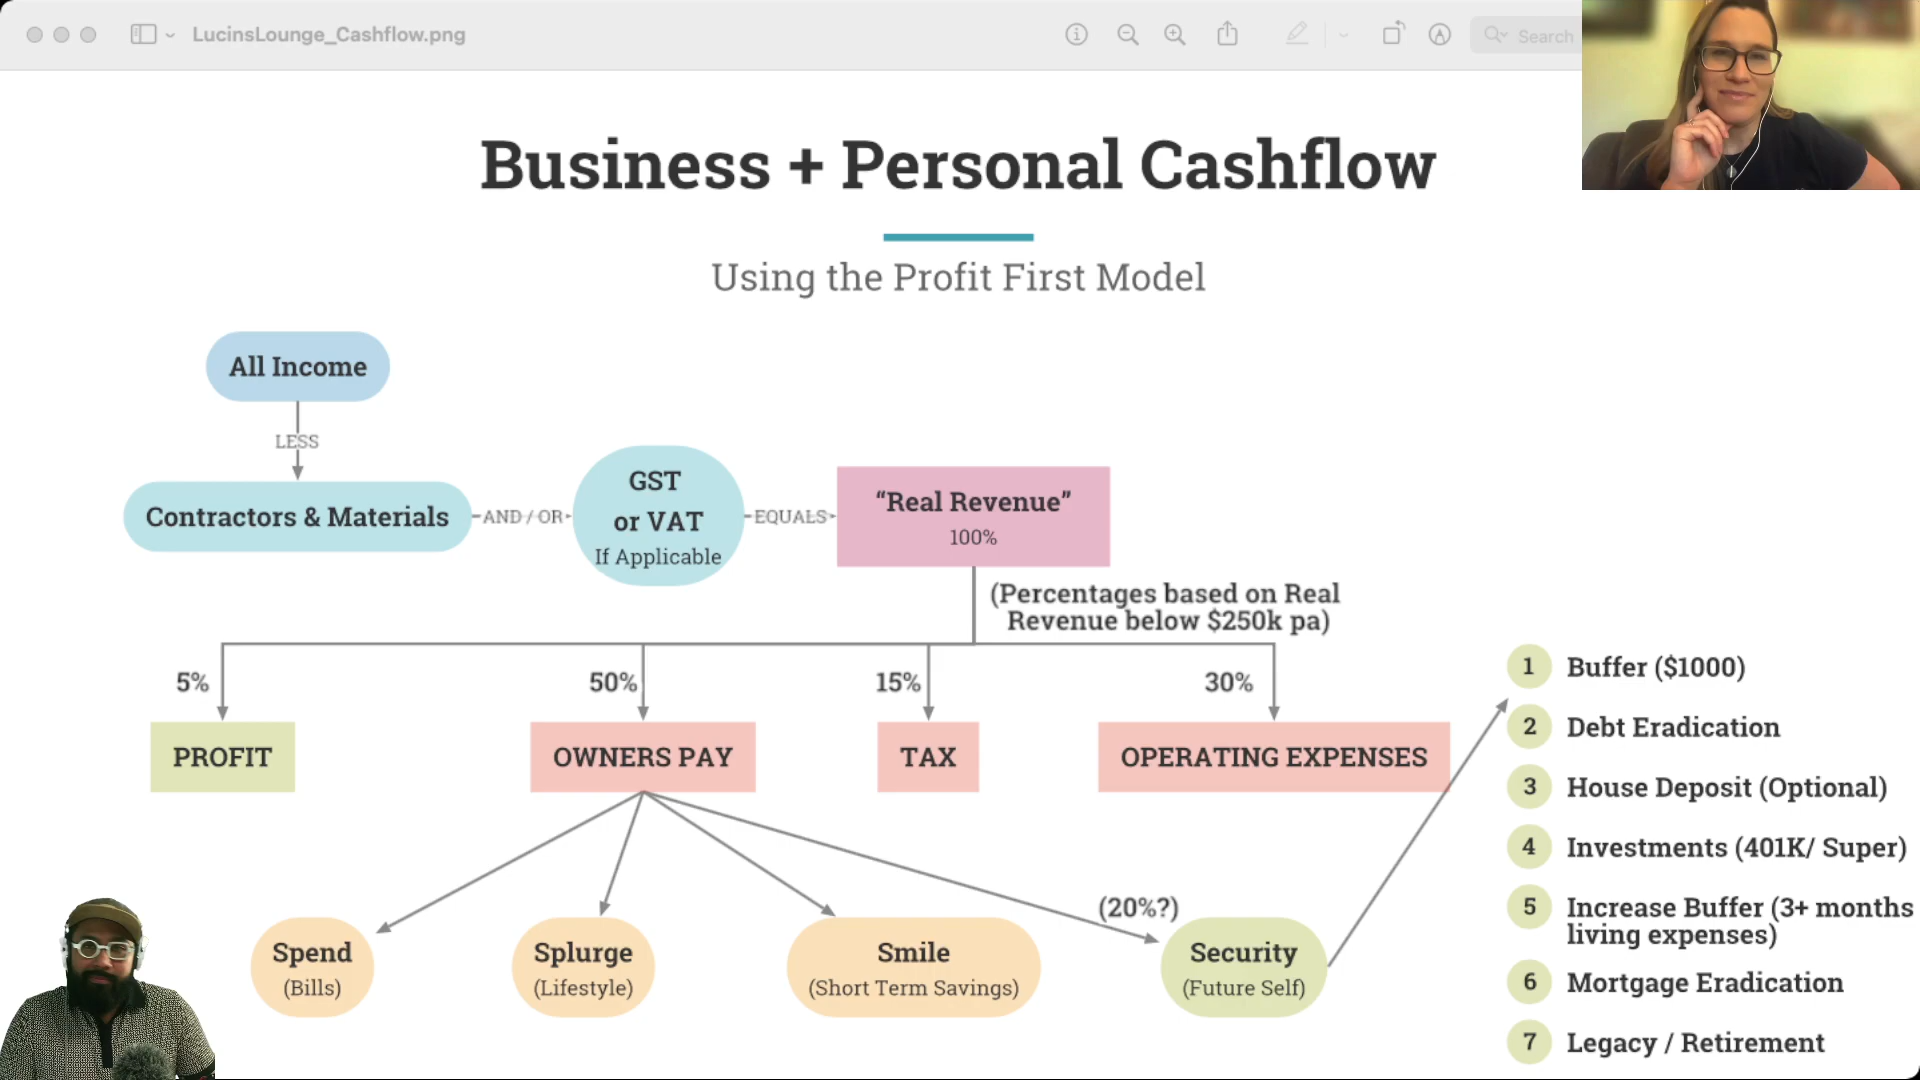 LucinsLounge_Cashflow.png
Search
Business + Personal Cashflow
Using the Profit First Model
All Income
LESS
Contractors & Materials
AND / OR
GST
or VAT
If Applicable
EQUALS
“Real Revenue”
100%
(Percentages based on Real
Revenue below $250k pa)
5%
50%
15%
30%
PROFIT
OWNERS PAY
TAX
OPERATING EXPENSES
(20%?)
Spend
(Bills)
Splurge
(Lifestyle)
Smile
(Short Term Savings)
Security
(Future Self)
1 Buffer ($1000)
2 Debt Eradication
3 House Deposit (Optional)
4 Investments (401K/ Super)
5 Increase Buffer (3+ months
living expenses)
6 Mortgage Eradication
7 Legacy / Retirement